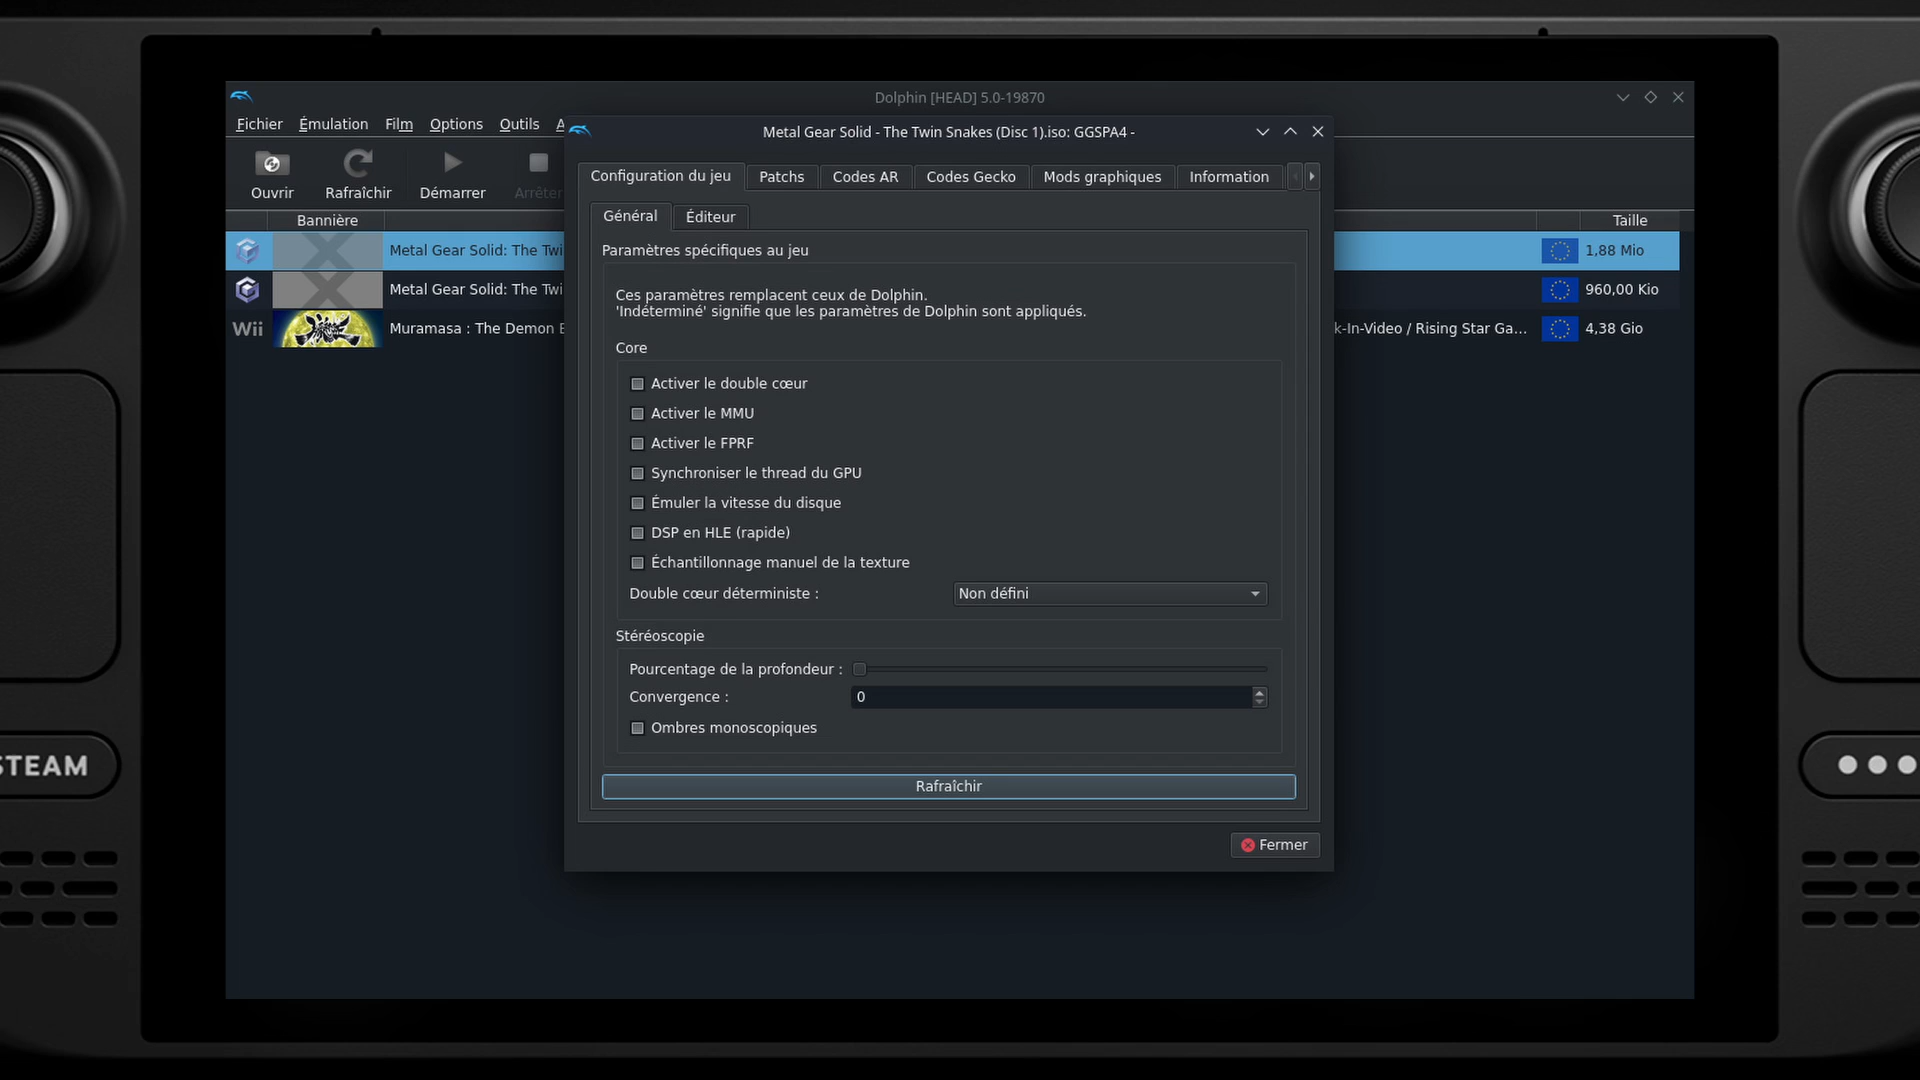 Dolphin [HEAD] 5.0-19870
Fichier Émulation Film Options Outils A
Metal Gear Solid - The Twin Snakes (Disc 1).iso: GGSPA4 -
Ouvrir Rafraîchir Démarrer Arrêter
Configuration du jeu Patchs Codes AR Codes Gecko Mods graphiques Information
Bannière Taille
Général Éditeur
Metal Gear Solid: The Twi 1,88 Mio
Metal Gear Solid: The Twi 960,00 Kio
Wii Muramasa : The Demon B k-In-Video / Rising Star Ga... 4,38 Gio
Paramètres spécifiques au jeu
Ces paramètres remplacent ceux de Dolphin.
'Indéterminé' signifie que les paramètres de Dolphin sont appliqués.
Core
Activer le double cœur
Activer le MMU
Activer le FPRF
Synchroniser le thread du GPU
Émuler la vitesse du disque
DSP en HLE (rapide)
Échantillonnage manuel de la texture
Double cœur déterministe : Non défini
Stéréoscopie
Pourcentage de la profondeur :
Convergence : 0
Ombres monoscopiques
Rafraîchir
Fermer
STEAM